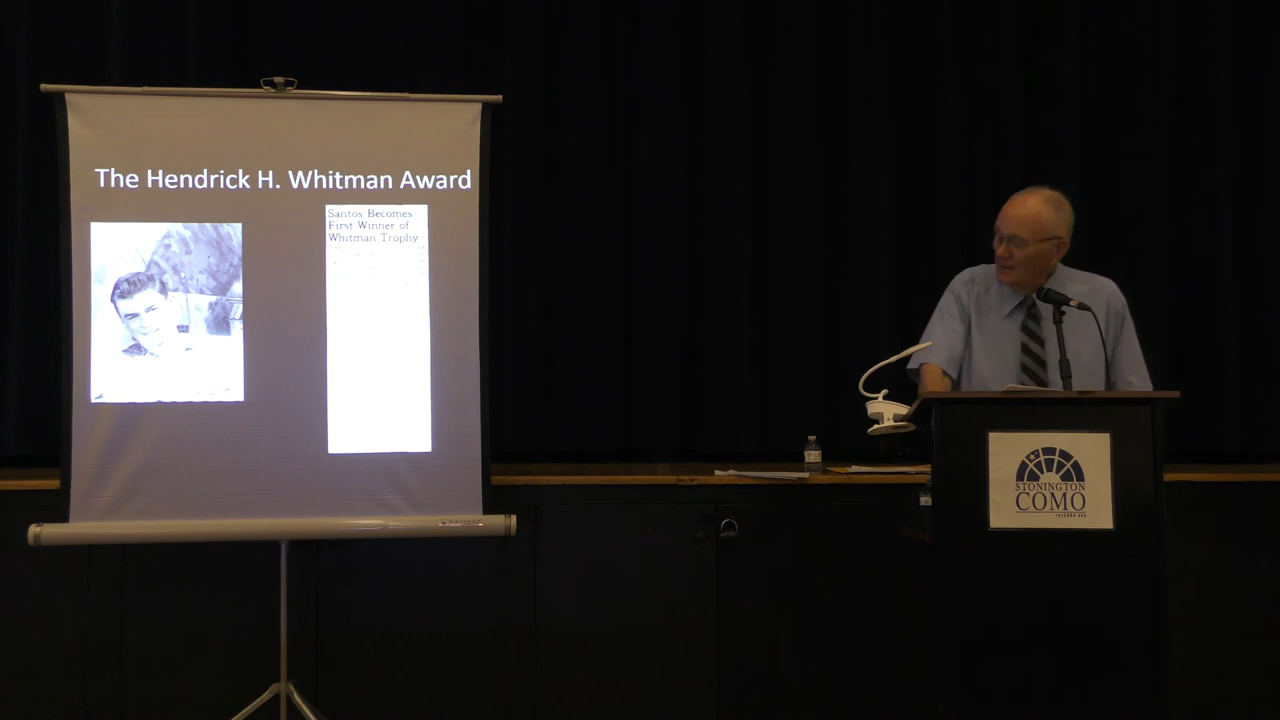 The Hendrick H. Whitman Award
Santos Becomes
First Winner of
Whitman Trophy
STONINGTON
COMO